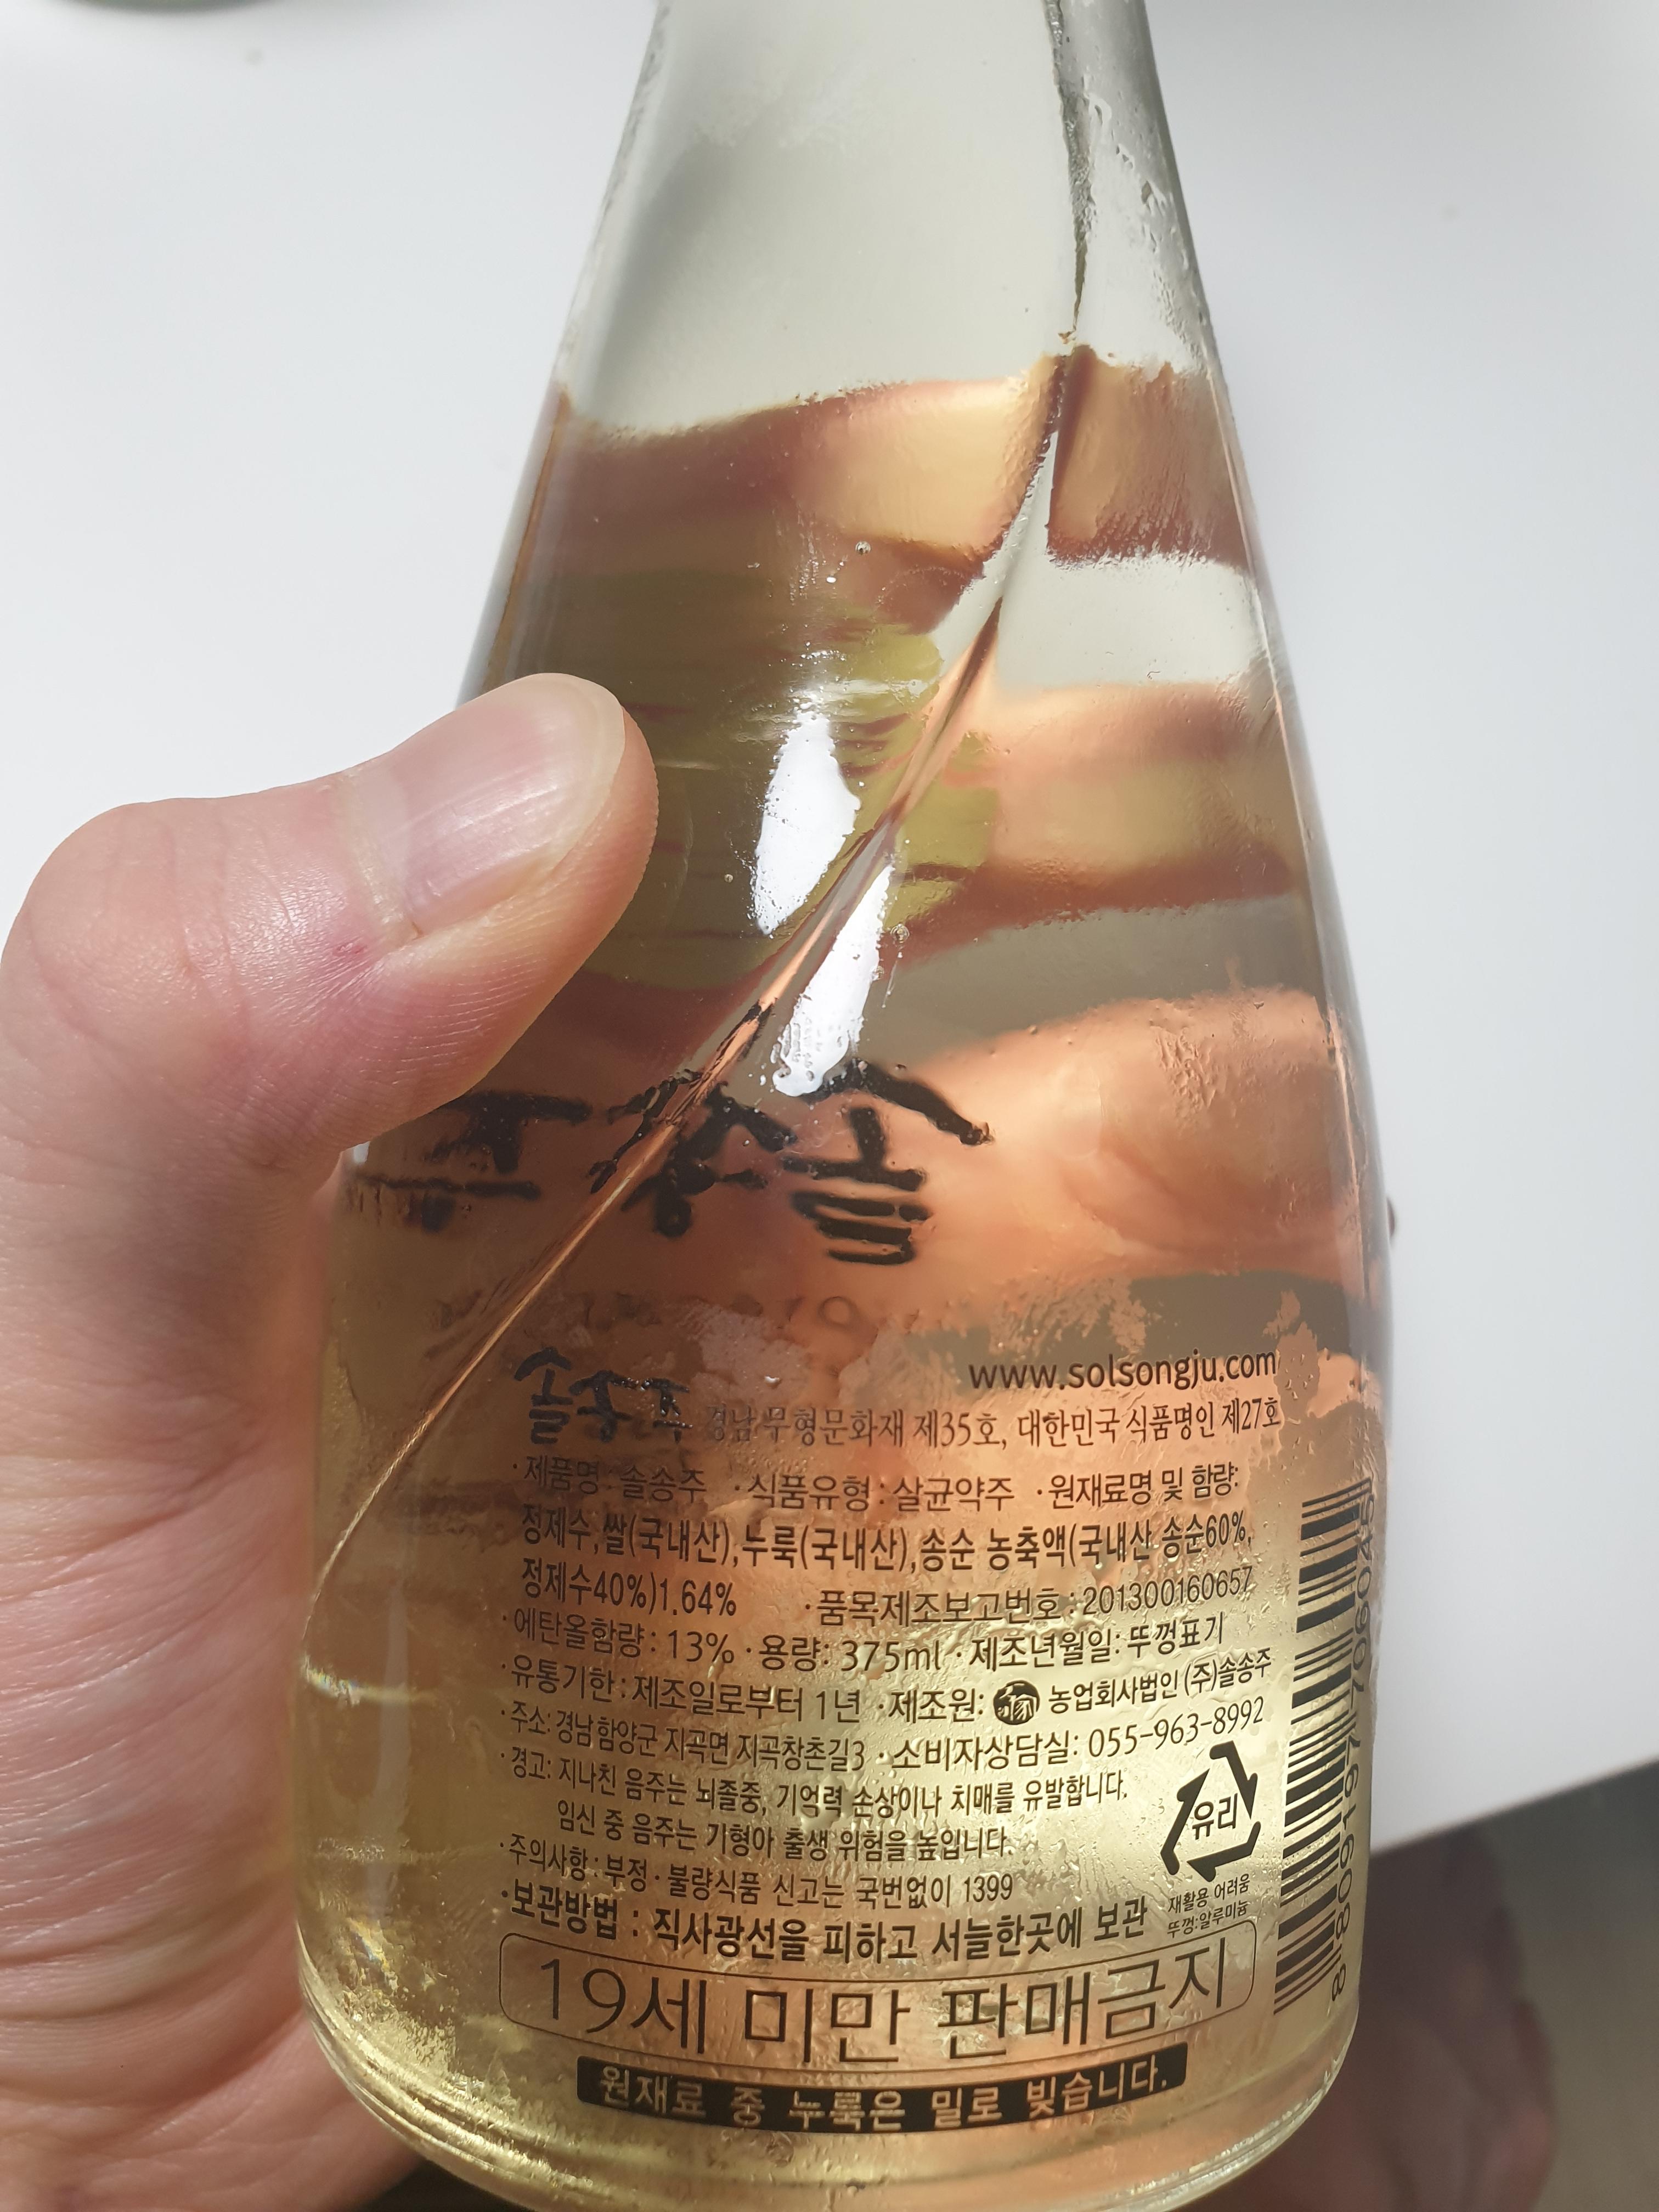 솔송주
www.solsongju.com
솔송주 경남 무형문화재 제35호, 대한민국 식품명인 제27호
·제품명 : 솔송주 ·식품유형 : 살균약주 ·원재료명 및 함량:
정제수,쌀(국내산),누룩(국내산),송순 농축액(국내산 송순60%,
정제수40%)1.64% ·품목제조보고번호 : 201300160657
·에탄올함량 : 13% ·용량: 375ml ·제조년월일: 뚜껑표기
·유통기한 : 제조일로부터 1년 ·제조원: 농업회사법인 (주)솔송주
·주소: 경남 함양군 지곡면 지곡창촌길3 ·소비자상담실: 055-963-8992
·경고: 지나친 음주는 뇌졸중, 기억력 손상이나 치매를 유발합니다.
임신 중 음주는 기형아 출생 위험을 높입니다.
·주의사항 : 부정 · 불량식품 신고는 국번없이 1399
·보관방법 : 직사광선을 피하고 서늘한곳에 보관
유리
재활용 어려움
뚜껑:알루미늄
19세 미만 판매금지
원재료 중 누룩은 밀로 빚습니다.
8 809197 706045